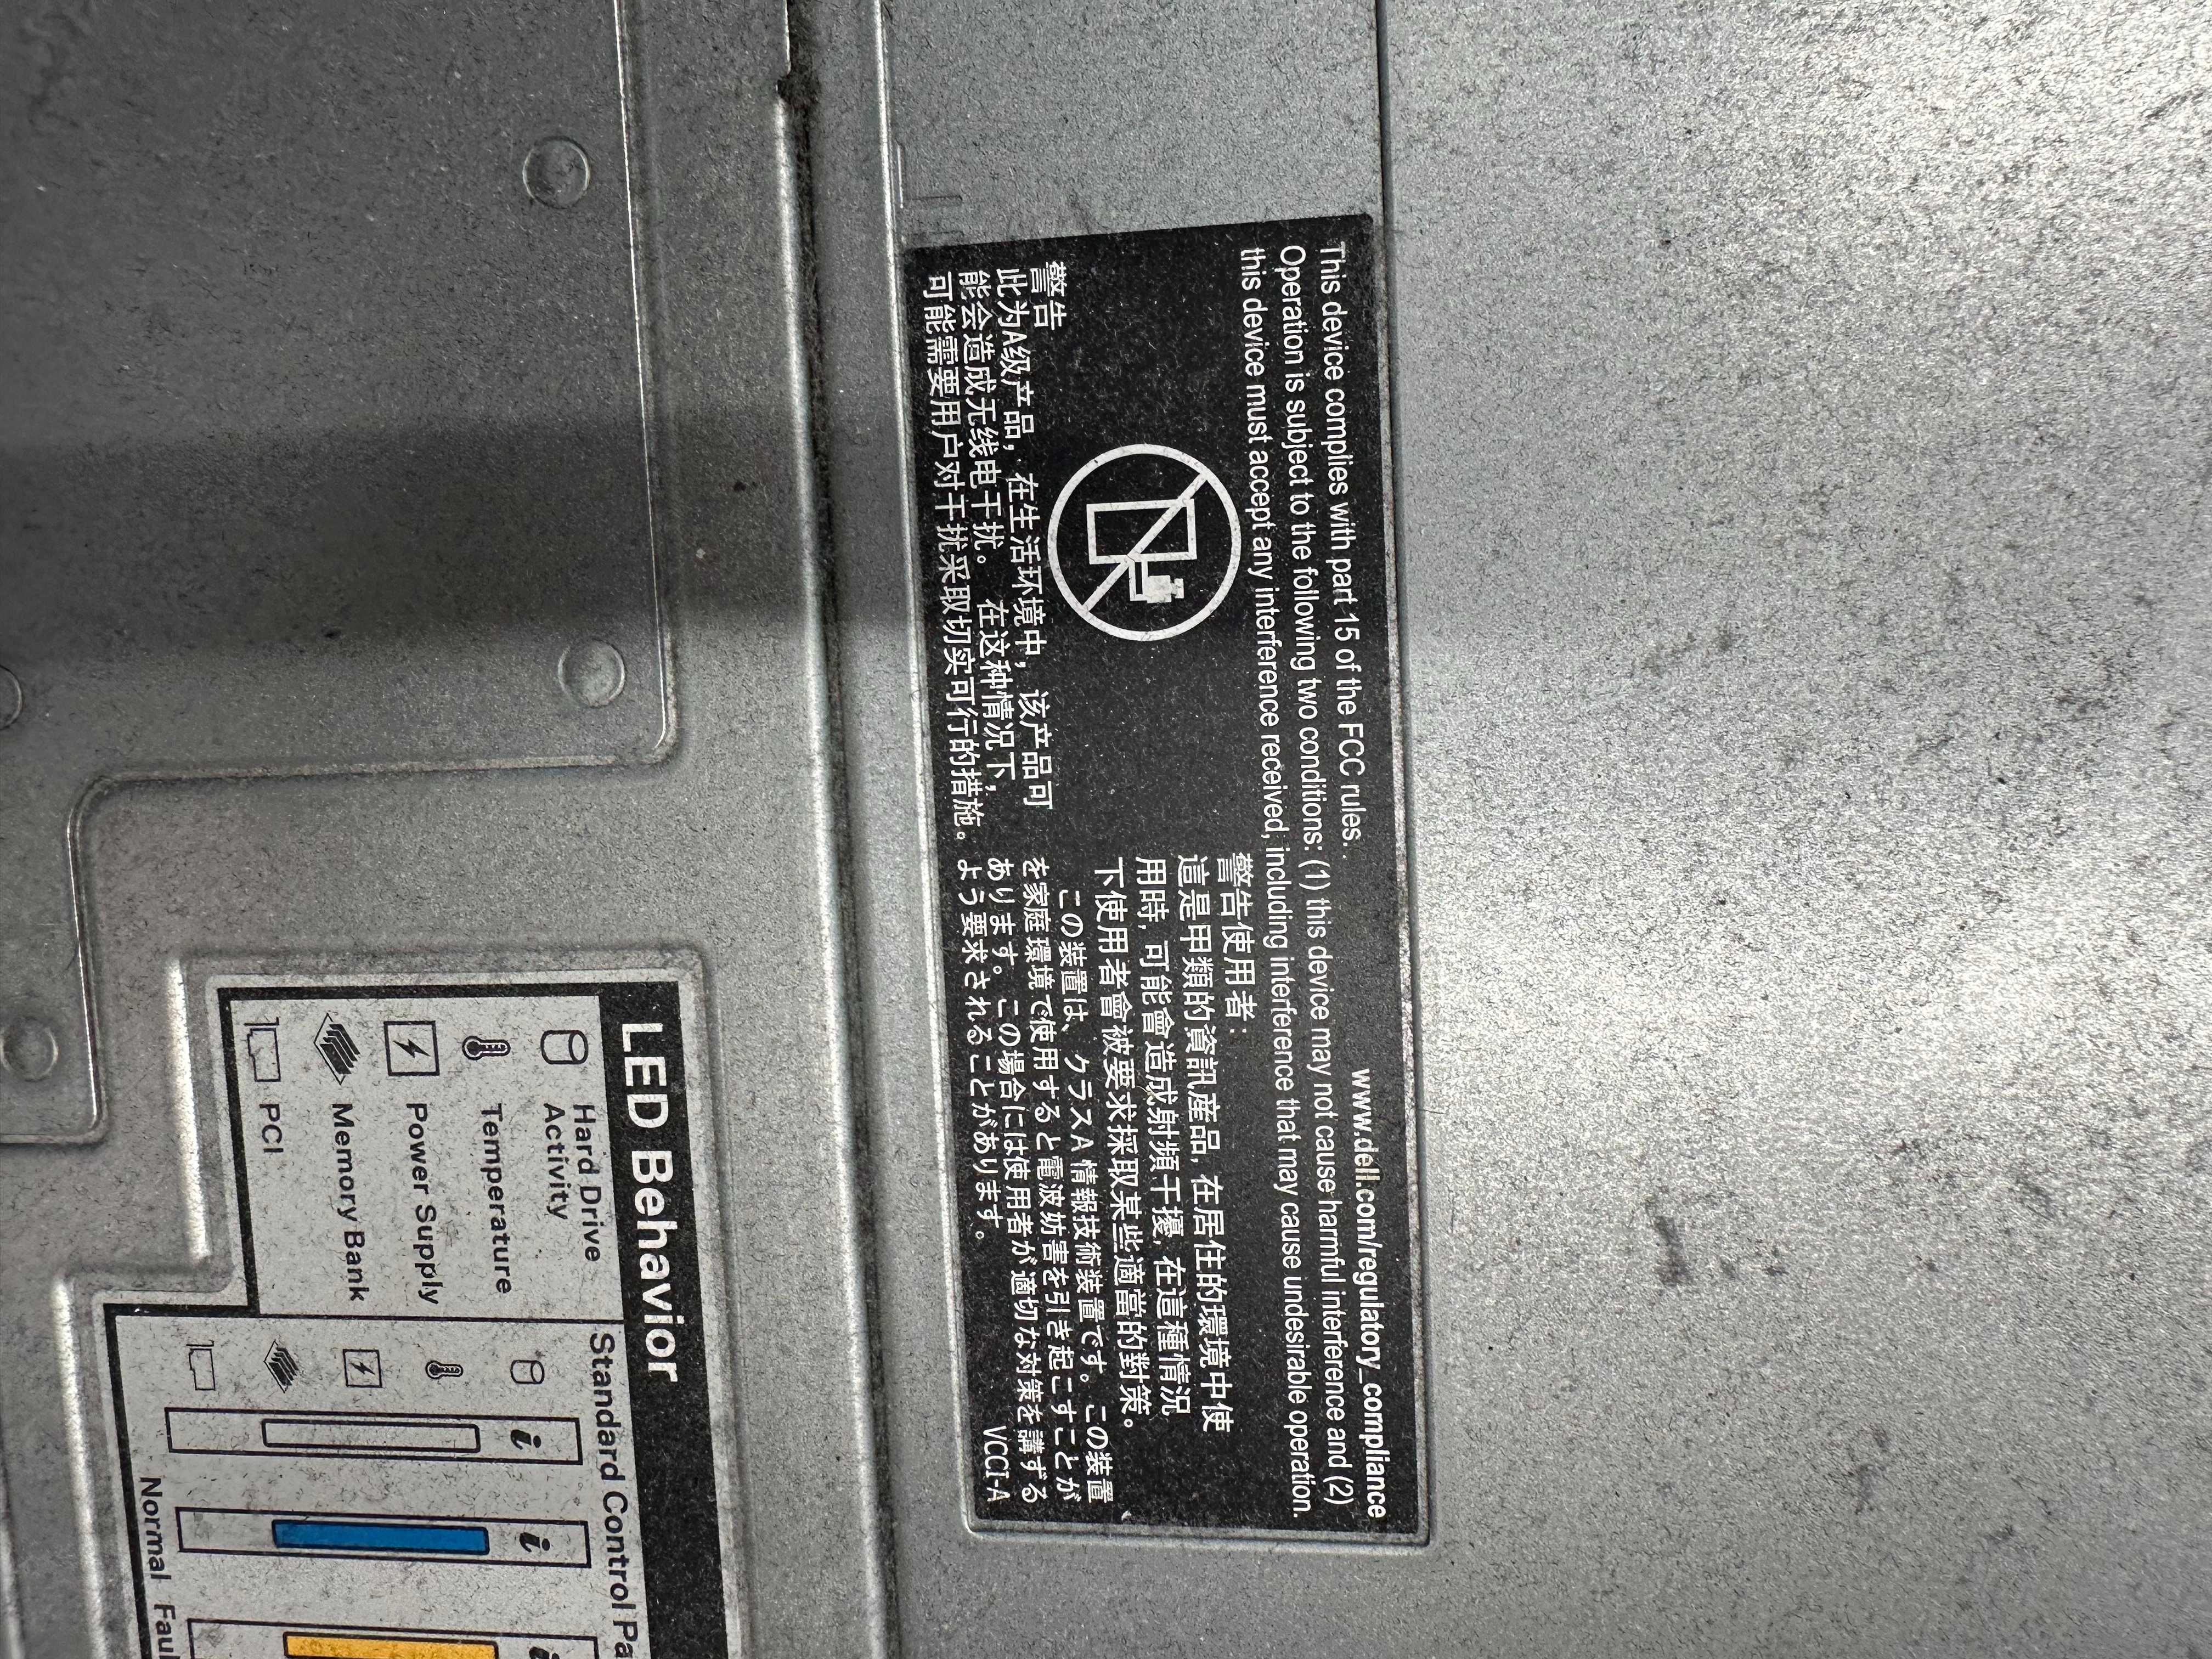 www.dell.com/regulatory_compliance
This device complies with part 15 of the FCC rules.
Operation is subject to the following two conditions: (1) this device may not cause harmful interference and (2)
this device must accept any interference received, including interference that may cause undesirable operation.
警告使用者:
這是甲類的資訊產品, 在居住的環境中使
用時, 可能會造成射頻干擾, 在這種情況
下使用者會被要求採取某些適當的對策。
警告
此为A级产品, 在生活环境中, 该产品可
能会造成无线电干扰。 在这种情况下,
可能需要用户对干扰采取切实可行的措施。
この装置は、クラスA情報技術装置です。この装置
を家庭環境で使用すると電波妨害を引き起こすことが
あります。この場合には使用者が適切な対策を講ずる
よう要求されることがあります。
VCCI-A
LED Behavior
Hard Drive
Activity
Temperature
Power Supply
Memory Bank
PCI
Standard Control Pa
i
i
Normal
Faul